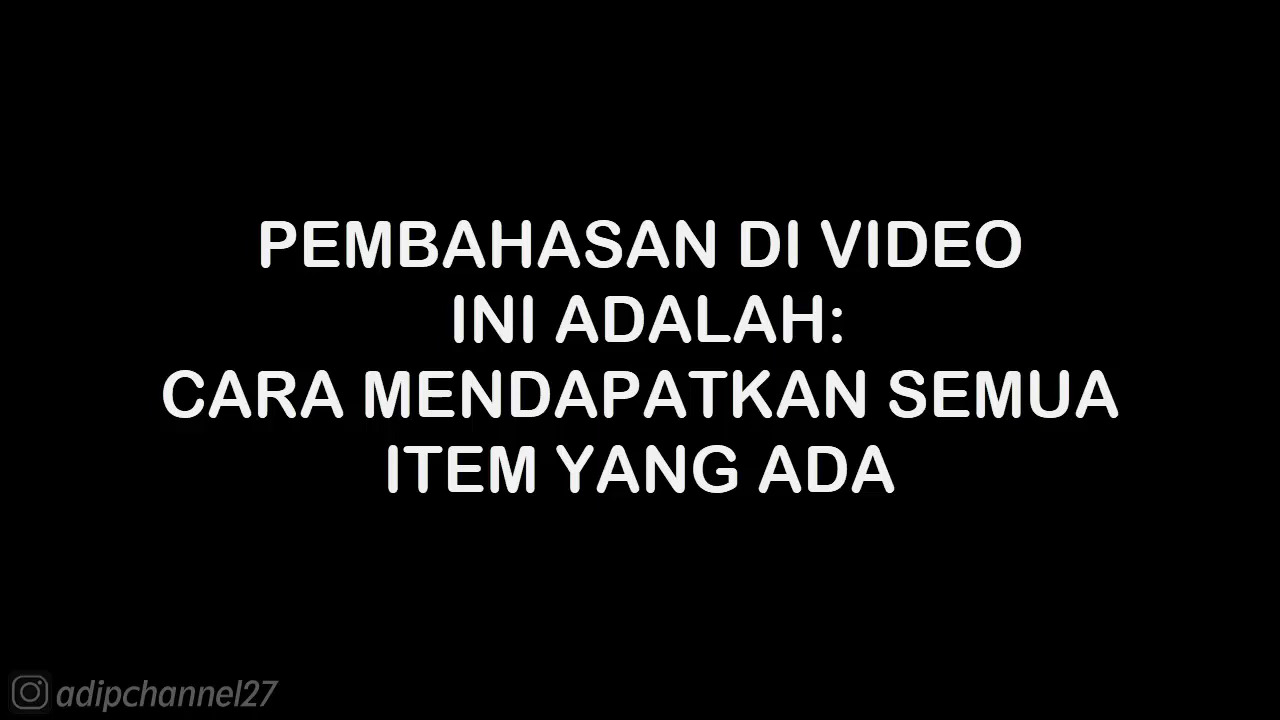 PEMBAHASAN DI VIDEO
INI ADALAH:
CARA MENDAPATKAN SEMUA
ITEM YANG ADA
adipchannel27